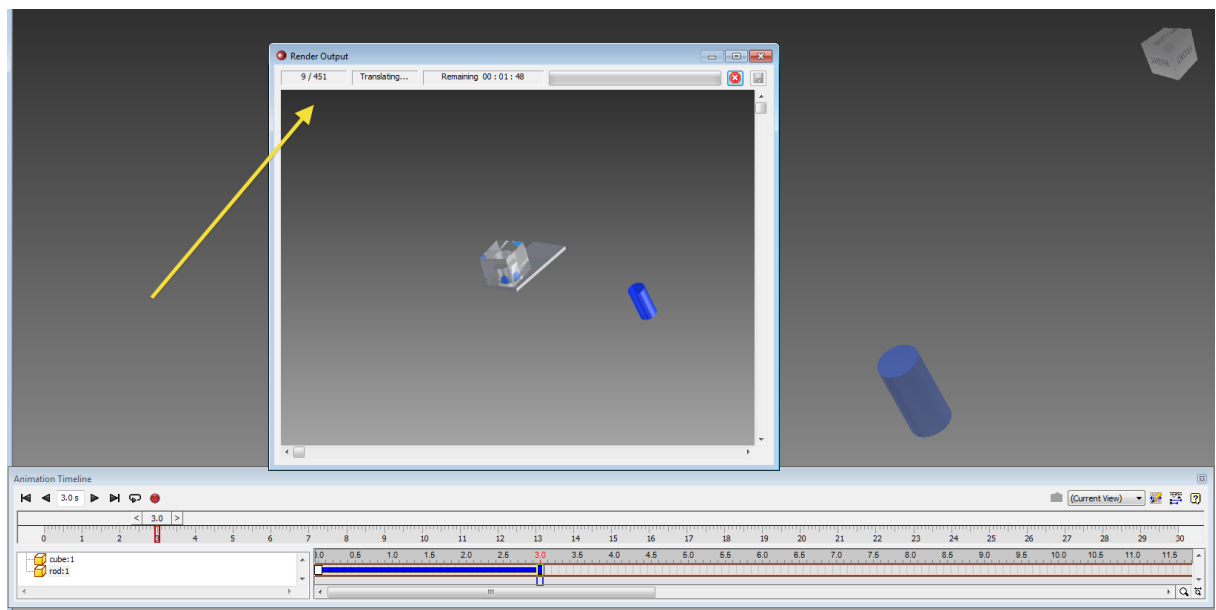 Render Output
9 / 451 Translating... Remaining 00 : 01 : 48
RIGHT FRONT
Animation Timeline
3.0 s (Current View)
< 3.0 >
0 1 2 3 4 5 6 7 8 9 10 11 12 13 14 15 16 17 18 19 20 21 22 23 24 25 26 27 28 29 30
cube:1
rod:1
0.0 0.5 1.0 1.5 2.0 2.5 3.0 3.5 4.0 4.5 5.0 5.5 6.0 6.5 7.0 7.5 8.0 8.5 9.0 9.5 10.0 10.5 11.0 11.5